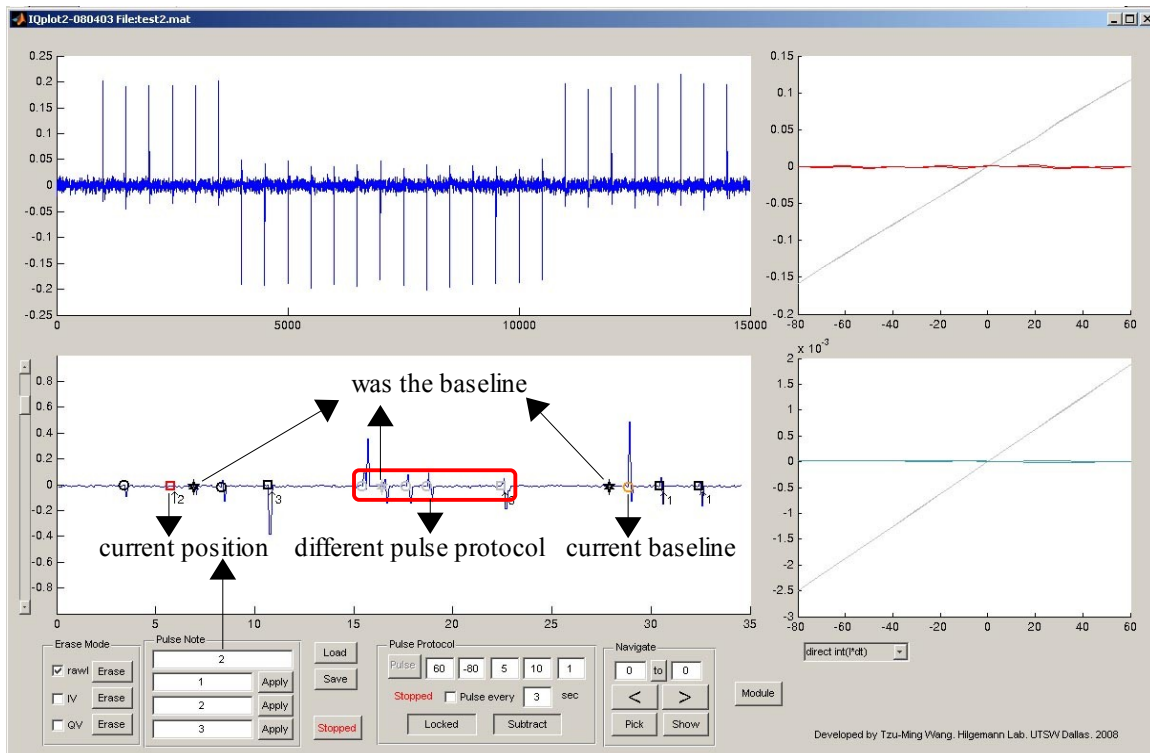 IQplot2-080403 File:test2.mat
0.25
0.2
0.15
0.1
0.05
0
-0.05
-0.1
-0.15
-0.2
-0.25
0 5000 10000 15000
0.15
0.1
0.05
0
-0.05
-0.1
-0.15
-0.2
-80 -60 -40 -20 0 20 40 60
0.8
0.6
0.4
0.2
0
-0.2
-0.4
-0.6
-0.8
was the baseline
↑2
↑3
↑1
↑1
current position
different pulse protocol
current baseline
0 5 10 15 20 25 30 35
x 10⁻³
2
1.5
1
0.5
0
-0.5
-1
-1.5
-2
-2.5
-3
-80 -60 -40 -20 0 20 40 60
Erase Mode
rawI Erase
IV Erase
QV Erase
Pulse Note
2
1 Apply
2 Apply
3 Apply
Load
Save
Stopped
Pulse Protocol
Pulse 60 -80 5 10 1
Stopped Pulse every 3 sec
Locked Subtract
Navigate
0 to 0
< >
Pick Show
direct int(I*dt)
Module
Developed by Tzu-Ming Wang. Hilgemann Lab. UTSW Dallas. 2008